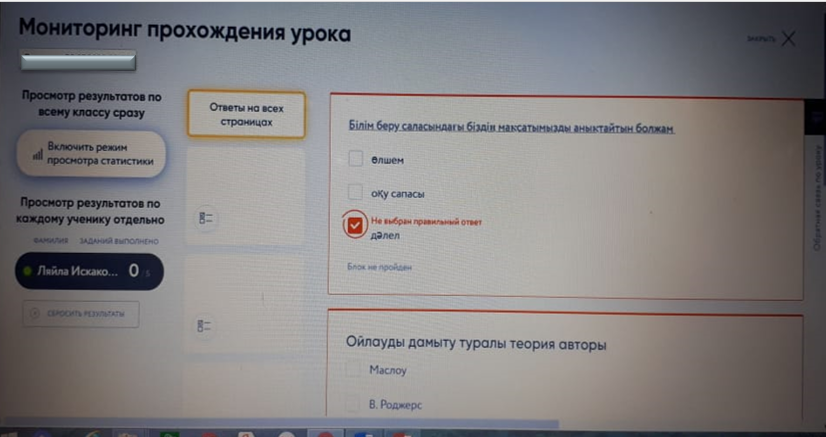 Мониторинг прохождения урока
ЗАКРЫТЬ
Просмотр результатов по
всему классу сразу
Включить режим
просмотра статистики
Просмотр результатов по
каждому ученику отдельно
ФАМИЛИЯ ЗАДАНИЙ ВЫПОЛНЕНО
Ляйла Искако... 0 / 5
СБРОСИТЬ РЕЗУЛЬТАТЫ
Ответы на всех
страницах
Білім беру саласындағы біздің мақсатымызды анықтайтын болжам
өлшем
оқу сапасы
Не выбран правильный ответ
дәлел
Блок не пройден
Ойлауды дамыту туралы теория авторы
Маслоу
В. Роджерс
Обратная связь по уроку